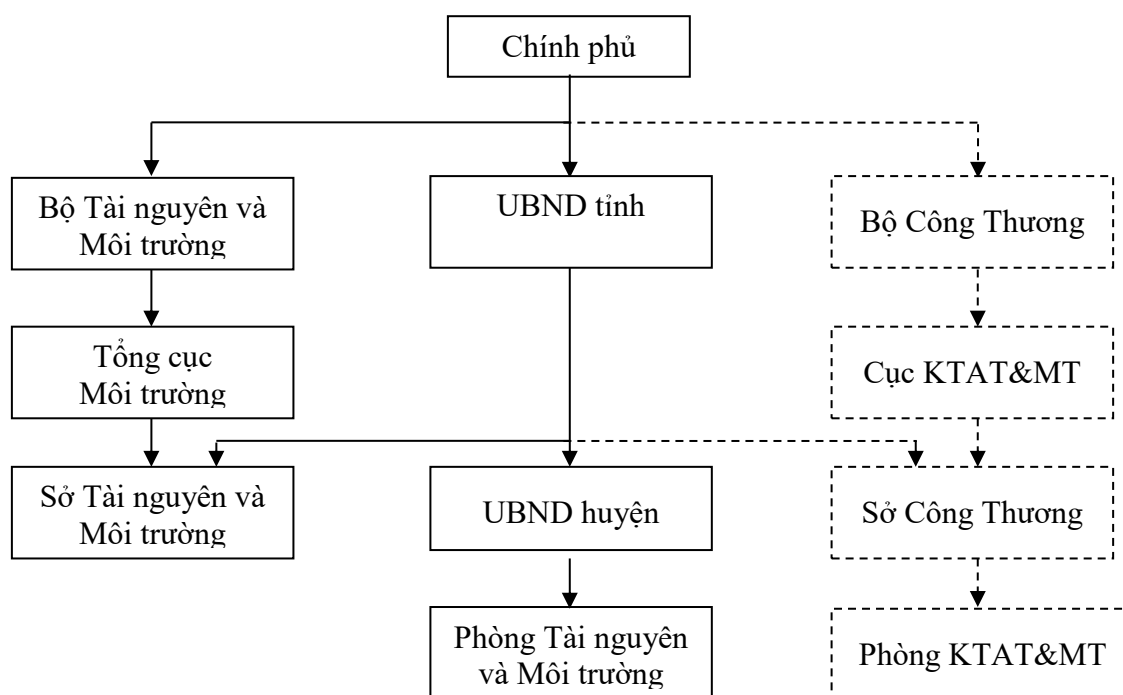 Chính phủ
Bộ Tài nguyên và
Môi trường
UBND tỉnh
Bộ Công Thương
Tổng cục
Môi trường
Cục KTAT&MT
Sở Tài nguyên và
Môi trường
UBND huyện
Sở Công Thương
Phòng Tài nguyên
và Môi trường
Phòng KTAT&MT